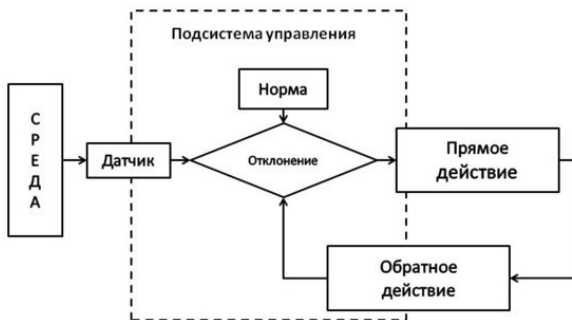 Подсистема управления
Норма
С
Р
Е
Д
А
Датчик
Отклонение
Прямое
действие
Обратное
действие